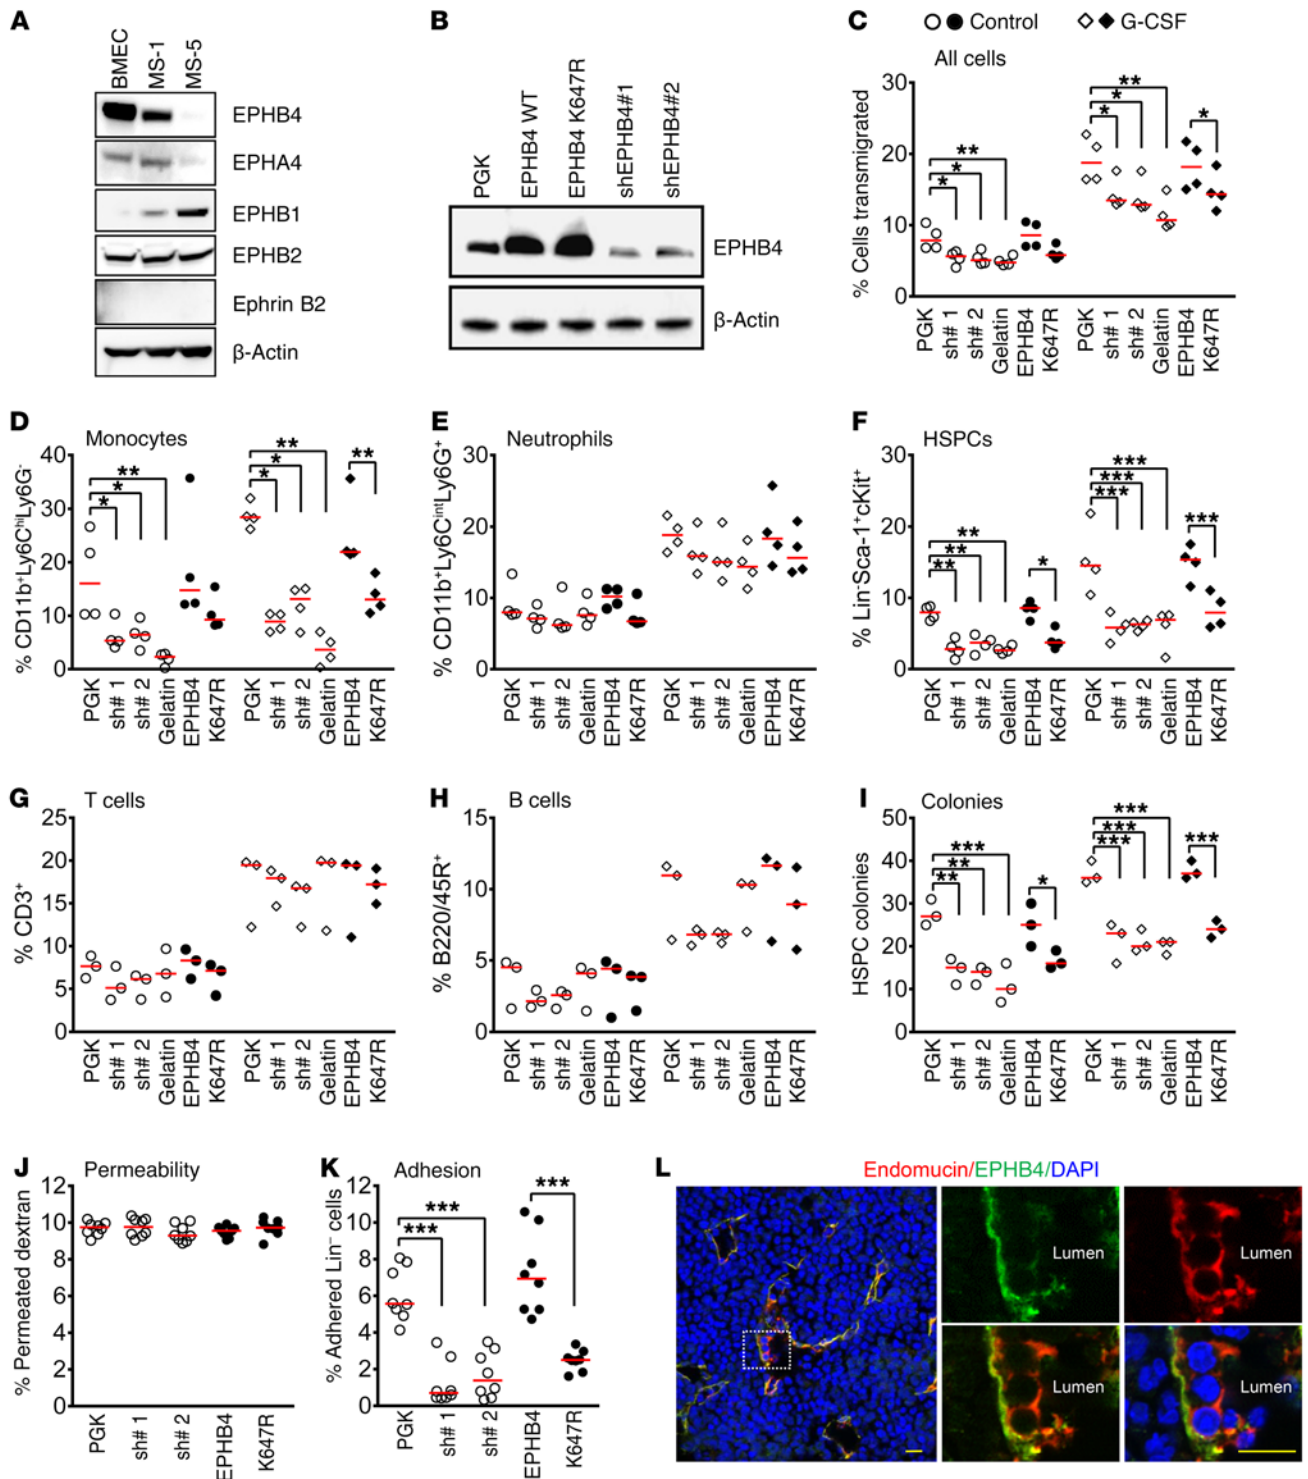 A
BMEC
MS-1
MS-5
EPHB4
EPHA4
EPHB1
EPHB2
Ephrin B2
β-Actin
B
PGK
EPHB4 WT
EPHB4 K647R
shEPHB4#1
shEPHB4#2
EPHB4
β-Actin
C
Control
G-CSF
All cells
**
*
*
**
*
*
*
% Cells transmigrated
30
20
10
0
PGK
sh# 1
sh# 2
Gelatin
EPHB4
K647R
PGK
sh# 1
sh# 2
Gelatin
EPHB4
K647R
D
Monocytes
**
*
*
**
*
*
**
% CD11b⁺Ly6CʰⁱLy6G⁻
40
30
20
10
0
PGK
sh# 1
sh# 2
Gelatin
EPHB4
K647R
PGK
sh# 1
sh# 2
Gelatin
EPHB4
K647R
E
Neutrophils
% CD11b⁺Ly6CⁱⁿᵗLy6G⁺
30
20
10
0
PGK
sh# 1
sh# 2
Gelatin
EPHB4
K647R
PGK
sh# 1
sh# 2
Gelatin
EPHB4
K647R
F
HSPCs
**
**
**
*
***
***
***
***
% Lin⁻Sca-1⁺cKit⁺
30
20
10
0
PGK
sh# 1
sh# 2
Gelatin
EPHB4
K647R
PGK
sh# 1
sh# 2
Gelatin
EPHB4
K647R
G
T cells
% CD3⁺
25
20
15
10
5
0
PGK
sh# 1
sh# 2
Gelatin
EPHB4
K647R
PGK
sh# 1
sh# 2
Gelatin
EPHB4
K647R
H
B cells
% B220/45R⁺
15
10
5
0
PGK
sh# 1
sh# 2
Gelatin
EPHB4
K647R
PGK
sh# 1
sh# 2
Gelatin
EPHB4
K647R
I
Colonies
***
**
**
*
***
***
***
***
HSPC colonies
50
40
30
20
10
0
PGK
sh# 1
sh# 2
Gelatin
EPHB4
K647R
PGK
sh# 1
sh# 2
Gelatin
EPHB4
K647R
J
Permeability
% Permeated dextran
12
10
8
6
4
2
0
PGK
sh# 1
sh# 2
EPHB4
K647R
K
Adhesion
***
***
***
% Adhered Lin⁻ cells
12
10
8
6
4
2
0
PGK
sh# 1
sh# 2
EPHB4
K647R
L
Endomucin/EPHB4/DAPI
Lumen
Lumen
Lumen
Lumen